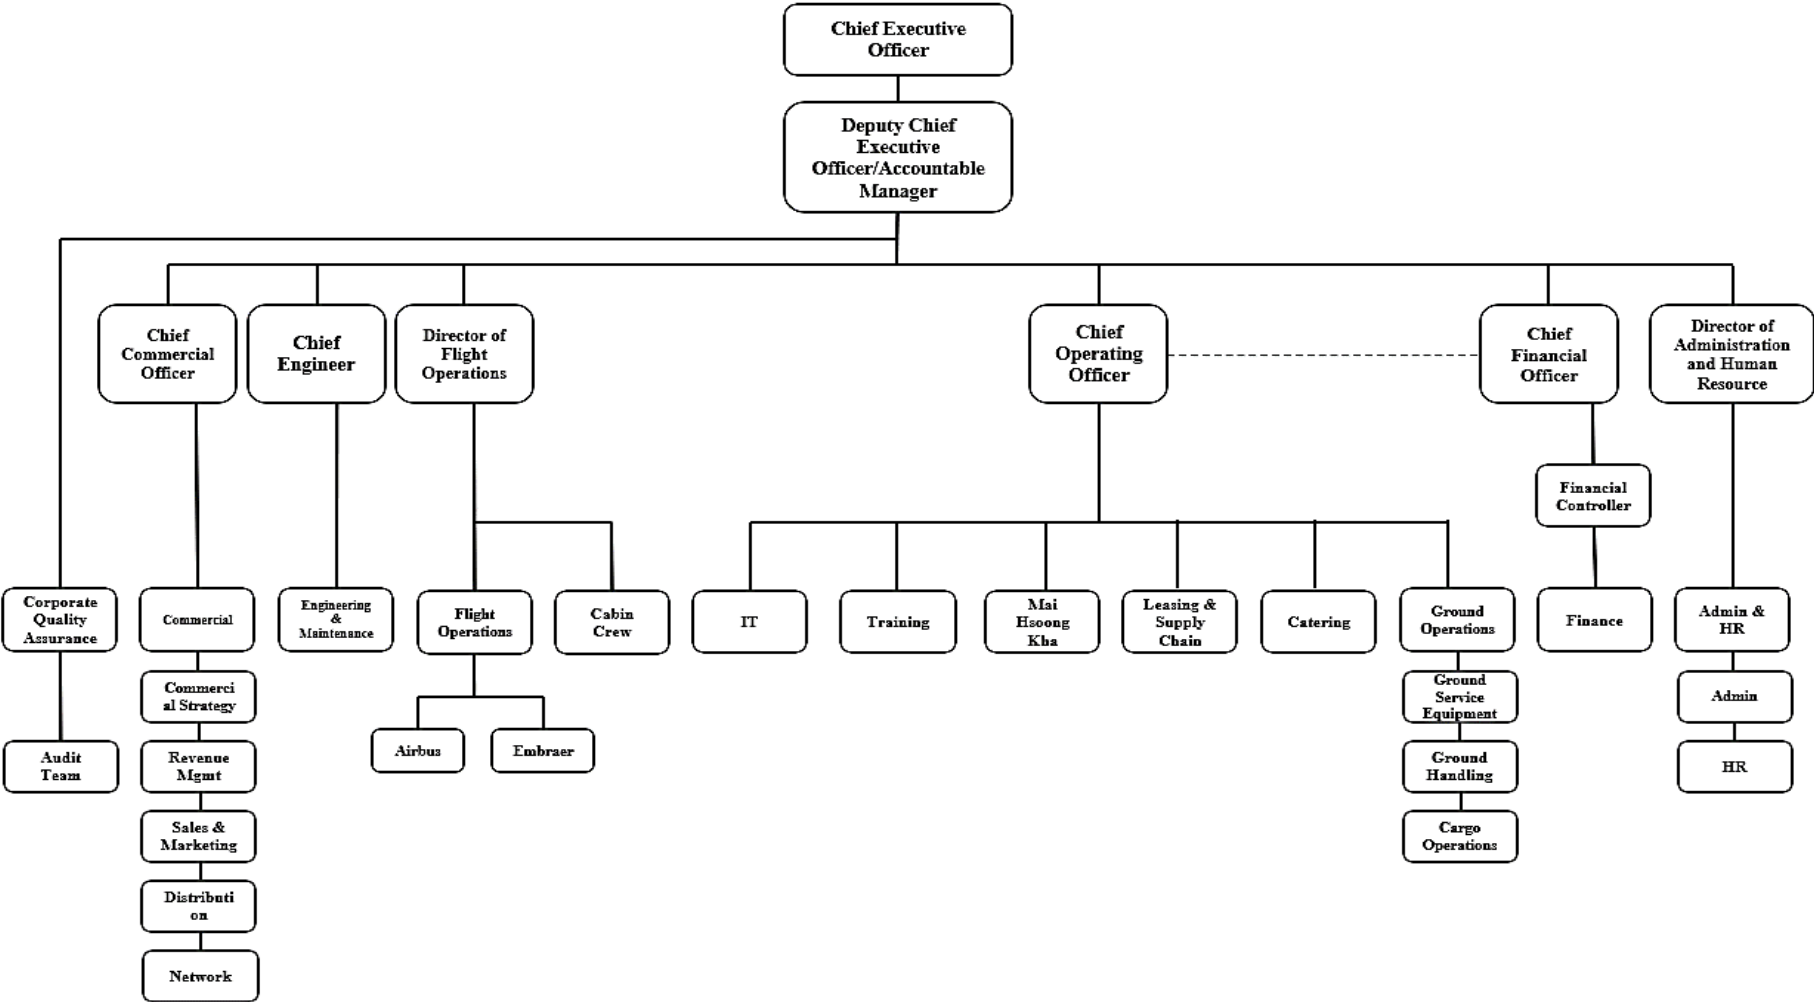 Chief Executive
Officer
Deputy Chief
Executive
Officer/Accountable
Manager
Chief
Commercial
Officer
Chief
Engineer
Director of
Flight
Operations
Chief
Operating
Officer
Chief
Financial
Officer
Director of
Administration
and Human
Resource
Financial
Controller
Corporate
Quality
Assurance
Commercial
Engineering
&
Maintenance
Flight
Operations
Cabin
Crew
IT
Training
Mai
Hsoong
Kha
Leasing &
Supply
Chain
Catering
Ground
Operations
Finance
Admin &
HR
Commerci
al Strategy
Ground
Service
Equipment
Admin
Audit
Team
Revenue
Mgmt
Airbus
Embraer
Ground
Handling
HR
Sales &
Marketing
Cargo
Operations
Distributi
on
Network